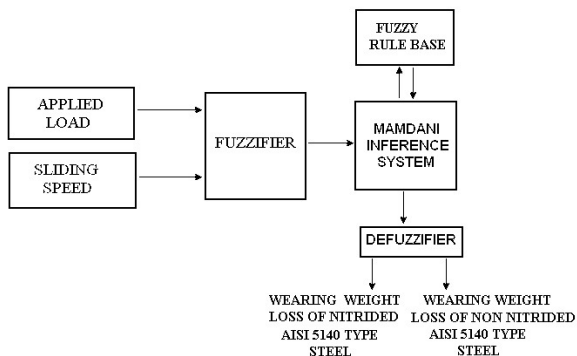 FUZZY
RULE BASE
APPLIED
LOAD
SLIDING
SPEED
FUZZIFIER
MAMDANI
INFERENCE
SYSTEM
DEFUZZIFIER
WEARING WEIGHT
LOSS OF NITRIDED
AISI 5140 TYPE
STEEL
WEARING WEIGHT
LOSS OF NON NITRIDED
AISI 5140 TYPE
STEEL